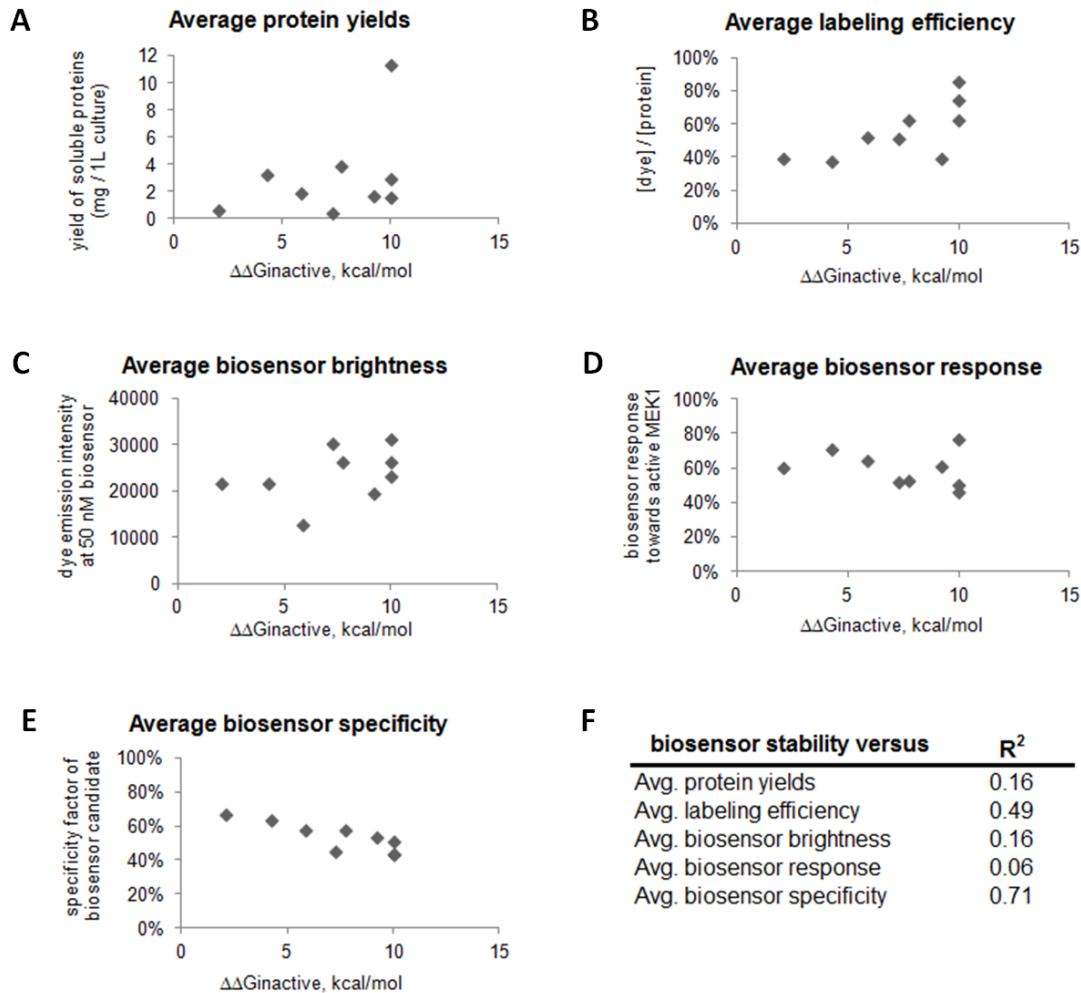 A
Average protein yields
yield of soluble proteins
(mg / 1L culture)
12
10
8
6
4
2
0
0 5 10 15
ΔΔGinactive, kcal/mol
B
Average labeling efficiency
[dye] / [protein]
100%
80%
60%
40%
20%
0%
0 5 10 15
ΔΔGinactive, kcal/mol
C
Average biosensor brightness
dye emission intensity
at 50 nM biosensor
40000
30000
20000
10000
0
0 5 10 15
ΔΔGinactive, kcal/mol
D
Average biosensor response
biosensor response
towards active MEK1
100%
80%
60%
40%
20%
0%
0 5 10 15
ΔΔGinactive, kcal/mol
E
Average biosensor specificity
specificity factor of
biosensor candidate
100%
80%
60%
40%
20%
0%
0 5 10 15
ΔΔGinactive, kcal/mol
F
biosensor stability versus R²
Avg. protein yields 0.16
Avg. labeling efficiency 0.49
Avg. biosensor brightness 0.16
Avg. biosensor response 0.06
Avg. biosensor specificity 0.71